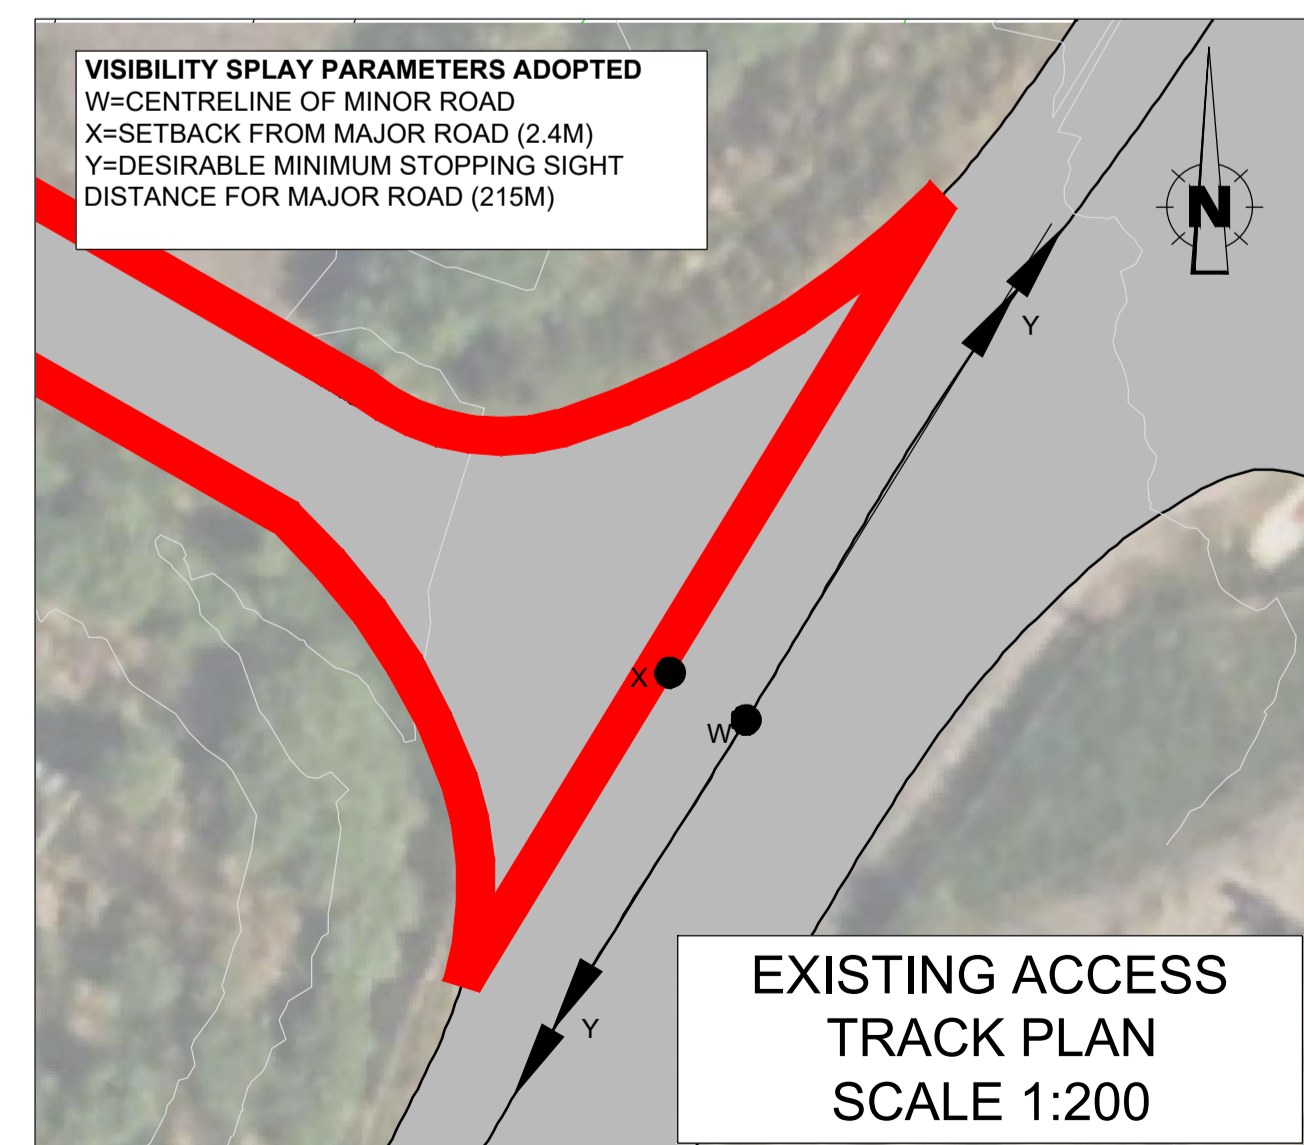 VISIBILITY SPLAY PARAMETERS ADOPTED
W=CENTRELINE OF MINOR ROAD
X=SETBACK FROM MAJOR ROAD (2.4M)
Y=DESIRABLE MINIMUM STOPPING SIGHT
DISTANCE FOR MAJOR ROAD (215M)
N
Y
X
W
Y
EXISTING ACCESS
TRACK PLAN
SCALE 1:200